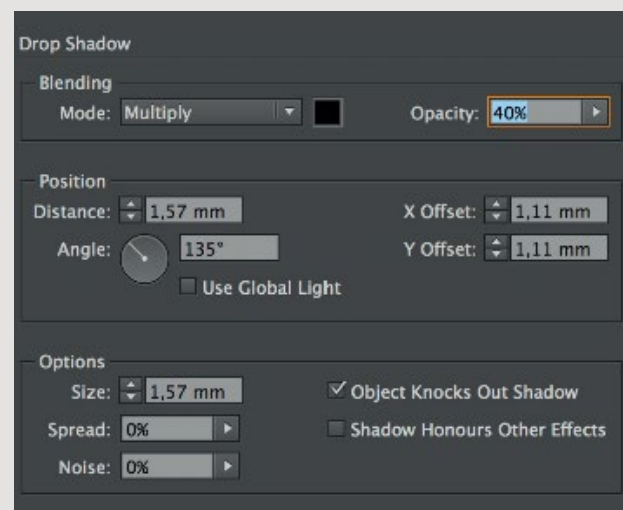 Drop Shadow
Blending
Mode: Multiply Opacity: 40%
Position
Distance: 1,57 mm X Offset: 1,11 mm
Angle: 135° Y Offset: 1,11 mm
Use Global Light
Options
Size: 1,57 mm Object Knocks Out Shadow
Spread: 0% Shadow Honours Other Effects
Noise: 0%